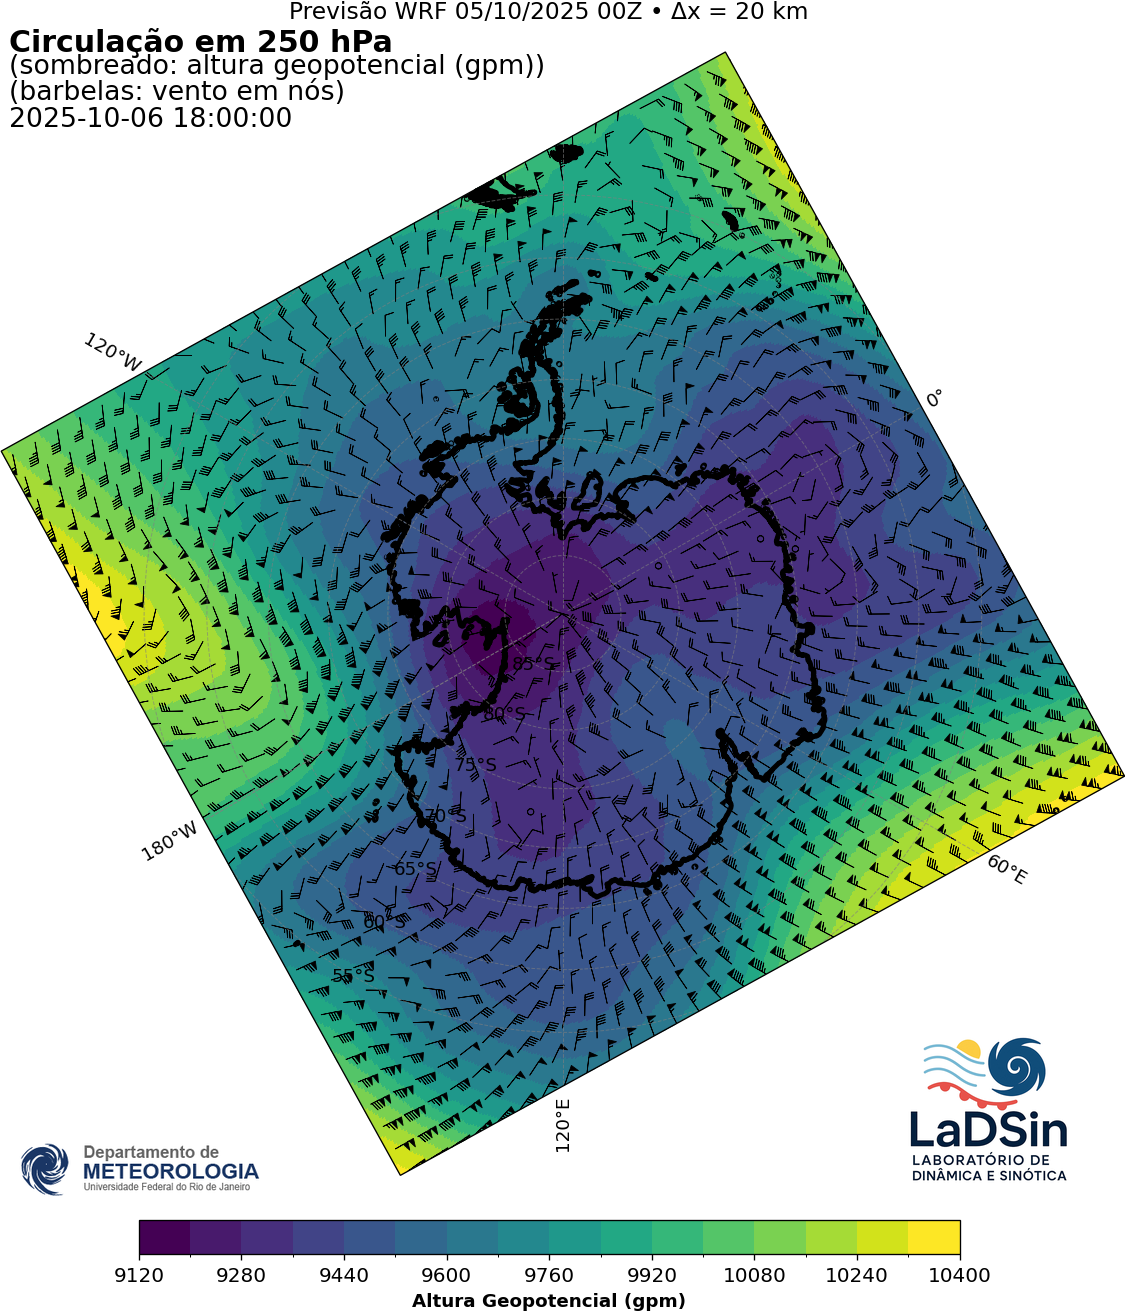 Previsão WRF 05/10/2025 00Z • Δx = 20 km
Circulação em 250 hPa
(sombreado: altura geopotencial (gpm))
(barbelas: vento em nós)
2025-10-06 18:00:00
120°W
0°
85°S
80°S
75°S
70°S
180°W
65°S
60°E
60°S
55°S
120°E
LaDSin
LABORATÓRIO DE
DINÂMICA E SINÓTICA
Departamento de
METEOROLOGIA
Universidade Federal do Rio de Janeiro
9120 9280 9440 9600 9760 9920 10080 10240 10400
Altura Geopotencial (gpm)